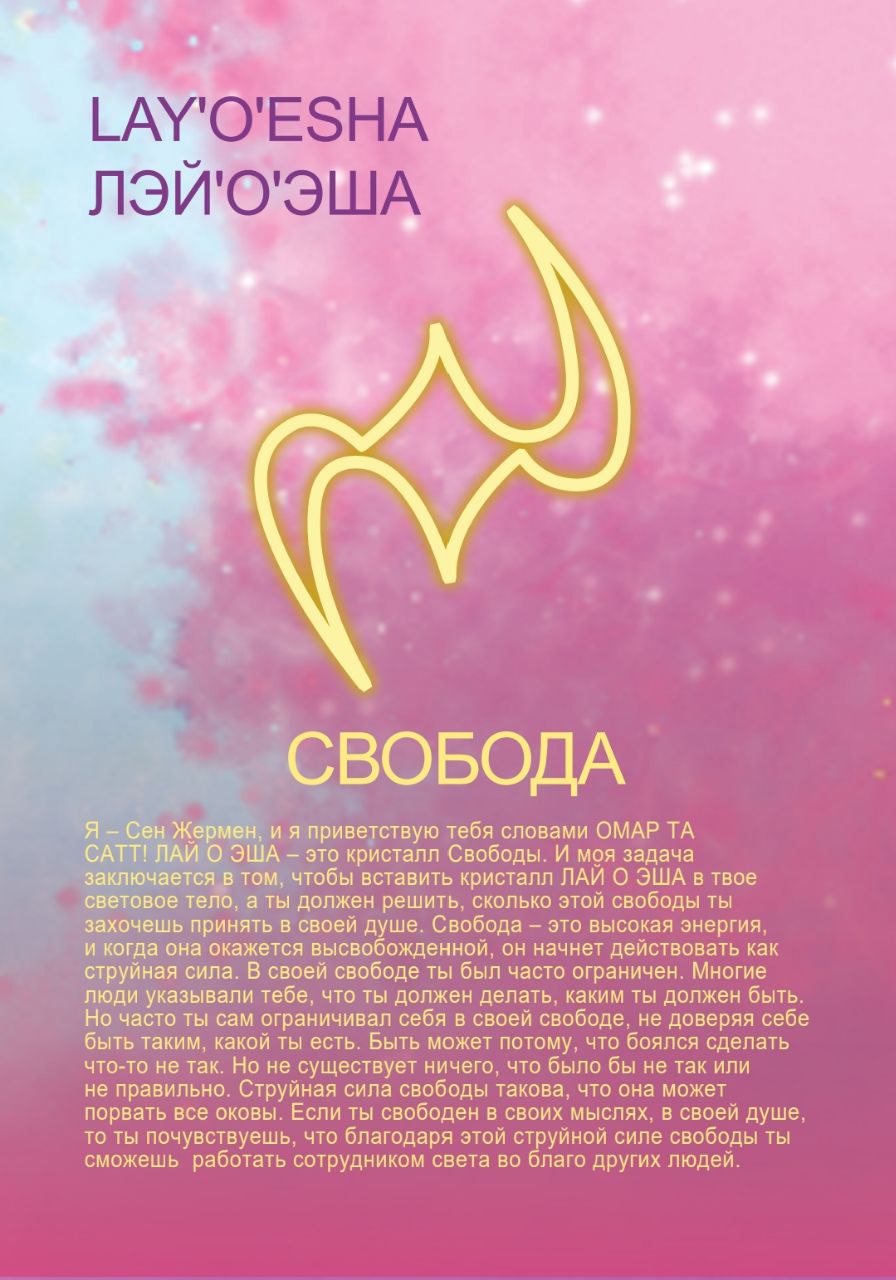 LAY'O'ESHA
ЛЭЙ'О'ЭША
СВОБОДА
Я – Сен Жермен, и я приветствую тебя словами ОМАР ТА
САТТ! ЛАЙ О ЭША – это кристалл Свободы. И моя задача
заключается в том, чтобы вставить кристалл ЛАЙ О ЭША в твое
световое тело, а ты должен решить, сколько этой свободы ты
захочешь принять в своей душе. Свобода – это высокая энергия,
и когда она окажется высвобожденной, он начнет действовать как
струйная сила. В своей свободе ты был часто ограничен. Многие
люди указывали тебе, что ты должен делать, каким ты должен быть.
Но часто ты сам ограничивал себя в своей свободе, не доверяя себе
быть таким, какой ты есть. Быть может потому, что боялся сделать
что-то не так. Но не существует ничего, что было бы не так или
не правильно. Струйная сила свободы такова, что она может
порвать все оковы. Если ты свободен в своих мыслях, в своей душе,
то ты почувствуешь, что благодаря этой струйной силе свободы ты
сможешь  работать сотрудником света во благо других людей.